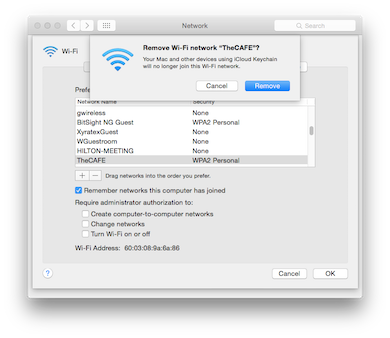 Network
Search
Wi-Fi
Remove Wi-Fi network “TheCAFE”?
Your Mac and other devices using iCloud Keychain
will no longer join this Wi-Fi network.
Cancel
Remove
Network Name Security
gwireless None
BitSight NG Guest WPA2 Personal
XyratexGuest None
WGuestroom None
HILTON-MEETING None
TheCAFE WPA2 Personal
+ − Drag networks into the order you prefer.
Remember networks this computer has joined
Require administrator authorization to:
Create computer-to-computer networks
Change networks
Turn Wi-Fi on or off
Wi-Fi Address: 60:03:08:9a:6a:86
?
Cancel
OK